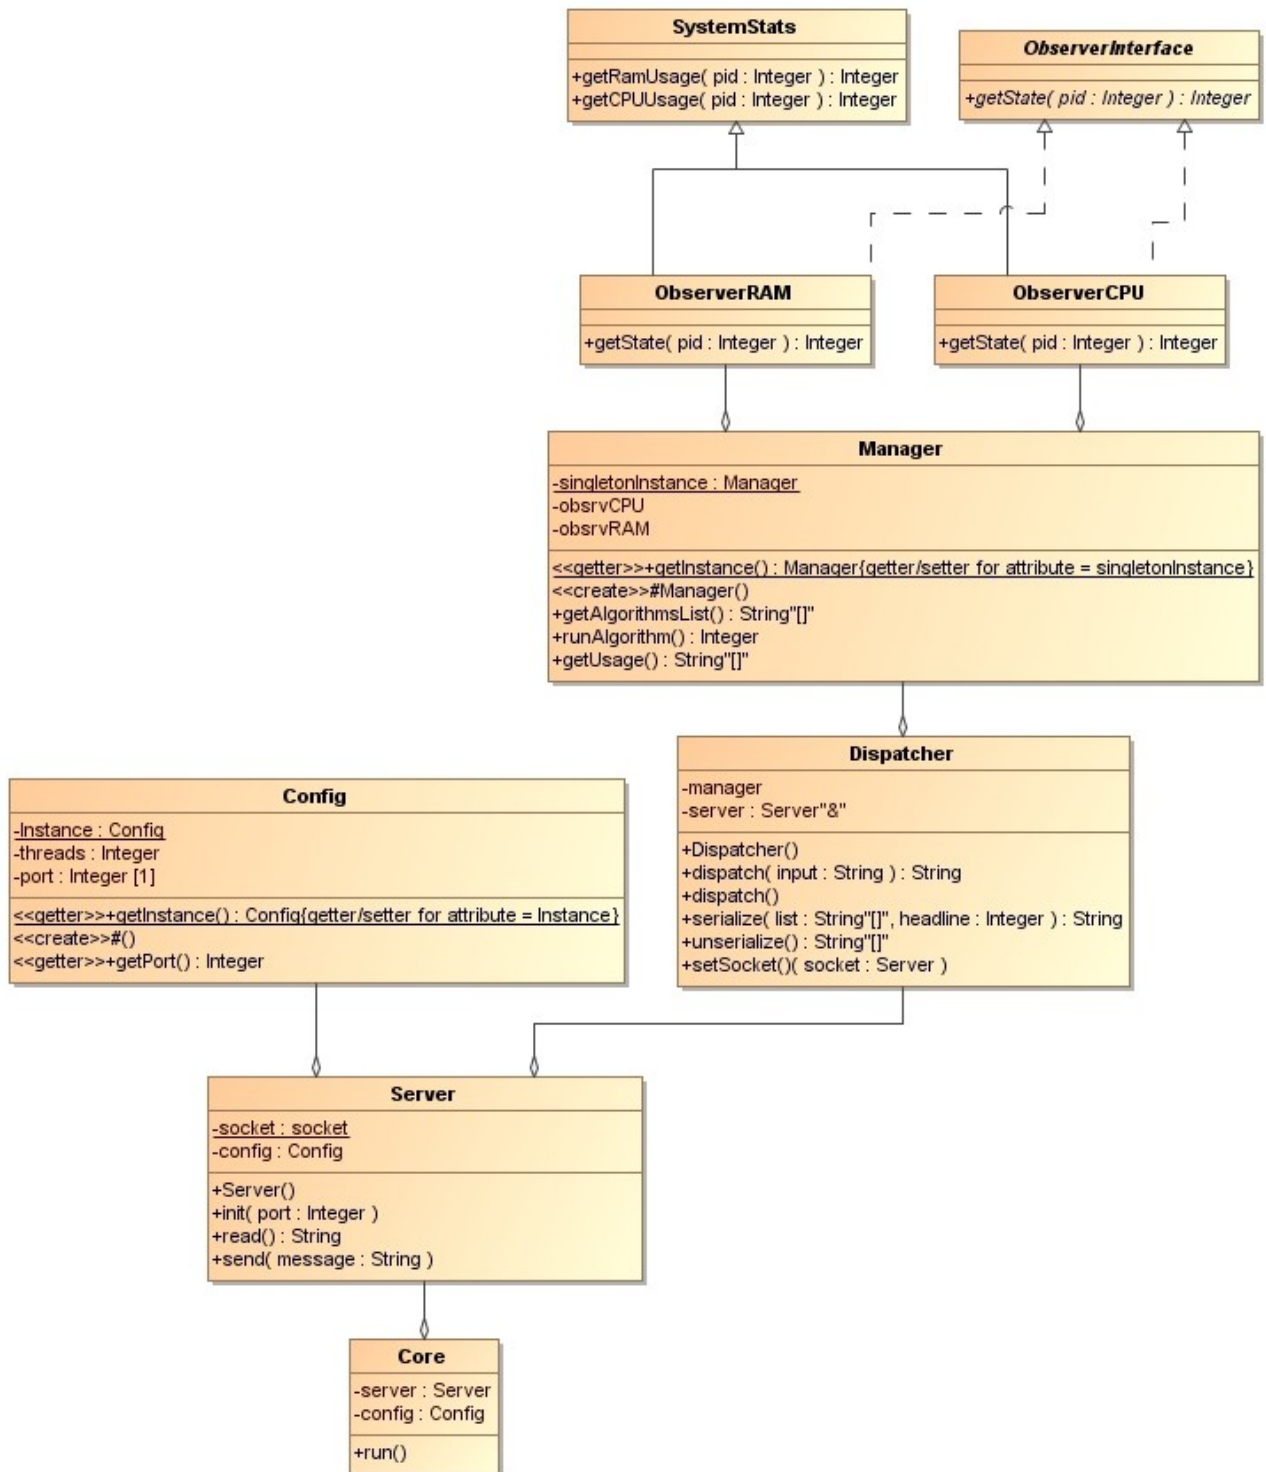 SystemStats
+getRamUsage( pid : Integer ) : Integer
+getCPUUsage( pid : Integer ) : Integer
ObserverInterface
+getState( pid : Integer ) : Integer
ObserverRAM
+getState( pid : Integer ) : Integer
ObserverCPU
+getState( pid : Integer ) : Integer
Manager
-singletonInstance : Manager
-obsrvCPU
-obsrvRAM
<<getter>>+getInstance() : Manager{getter/setter for attribute = singletonInstance}
<<create>>#Manager()
+getAlgorithmsList() : String"[]"
+runAlgorithm() : Integer
+getUsage() : String"[]"
Dispatcher
-manager
-server : Server"&"
+Dispatcher()
+dispatch( input : String ) : String
+dispatch()
+serialize( list : String"[]", headline : Integer ) : String
+unserialize() : String"[]"
+setSocket()( socket : Server )
Config
-Instance : Config
-threads : Integer
-port : Integer [1]
<<getter>>+getInstance() : Config{getter/setter for attribute = Instance}
<<create>>#()
<<getter>>+getPort() : Integer
Server
-socket : socket
-config : Config
+Server()
+init( port : Integer )
+read() : String
+send( message : String )
Core
-server : Server
-config : Config
+run()